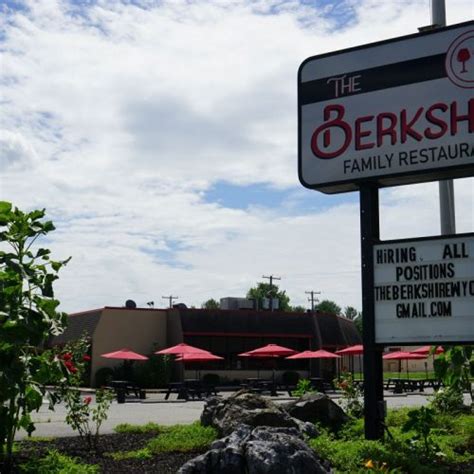 THE
BERKSH
FAMILY RESTAURA
HiRiNG ALL
POSITIONS
THEBERKSHIREWYO
GMAIL.COM